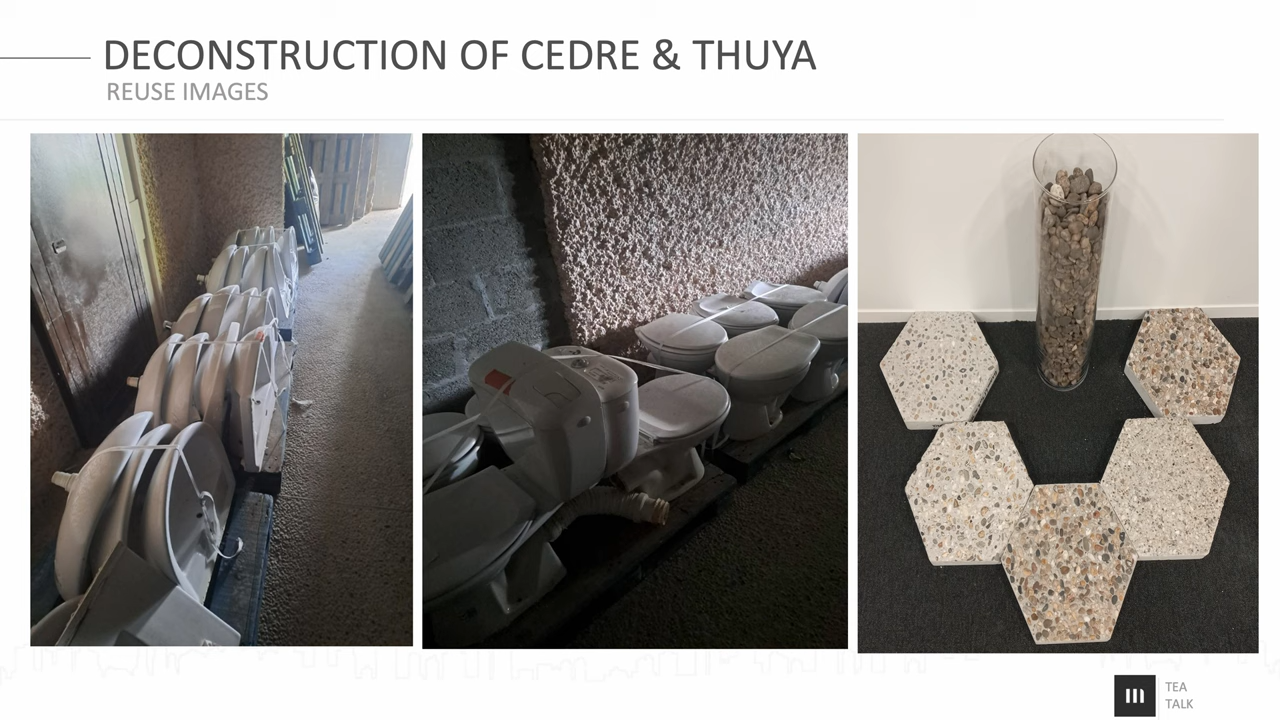 DECONSTRUCTION OF CEDRE & THUYA
REUSE IMAGES
m
TEA
TALK